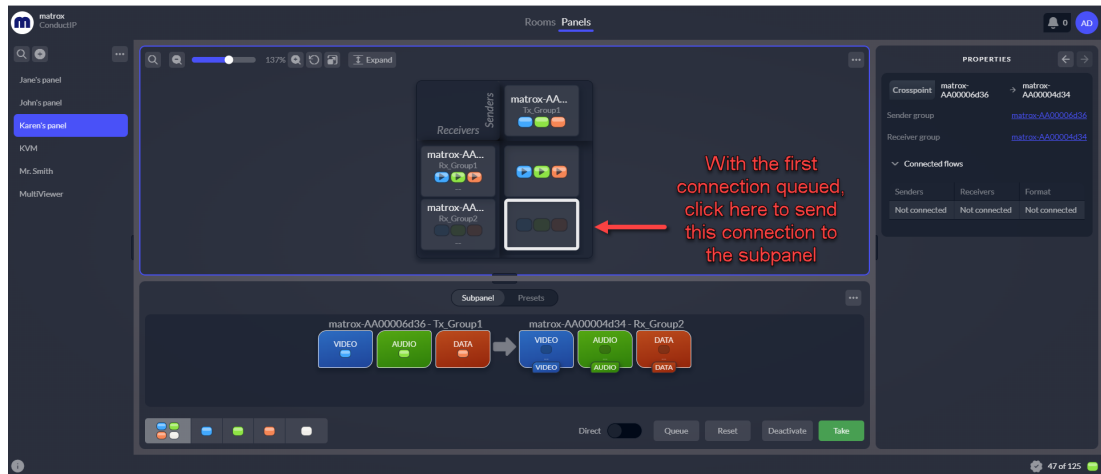 matrox
ConductIP
Rooms Panels
0
AD
Jane's panel
John's panel
Karen's panel
KVM
Mr. Smith
MultiViewer
137%
Expand
Senders
Receivers
matrox-AA...
Tx_Group1
matrox-AA...
Rx_Group1
...
matrox-AA...
Rx_Group2
...
With the first
connection queued,
click here to send
this connection to
the subpanel
Subpanel Presets
matrox-AA00006d36 - Tx_Group1 matrox-AA00004d34 - Rx_Group2
VIDEO AUDIO DATA VIDEO AUDIO DATA
... ... ...
VIDEO AUDIO DATA
Direct Queue Reset Deactivate Take
PROPERTIES
Crosspoint matrox-AA00006d36 → matrox-AA00004d34
Sender group matrox-AA00006d36
Receiver group matrox-AA00004d34
Connected flows
Senders Receivers Format
Not connected Not connected Not connected
47 of 125